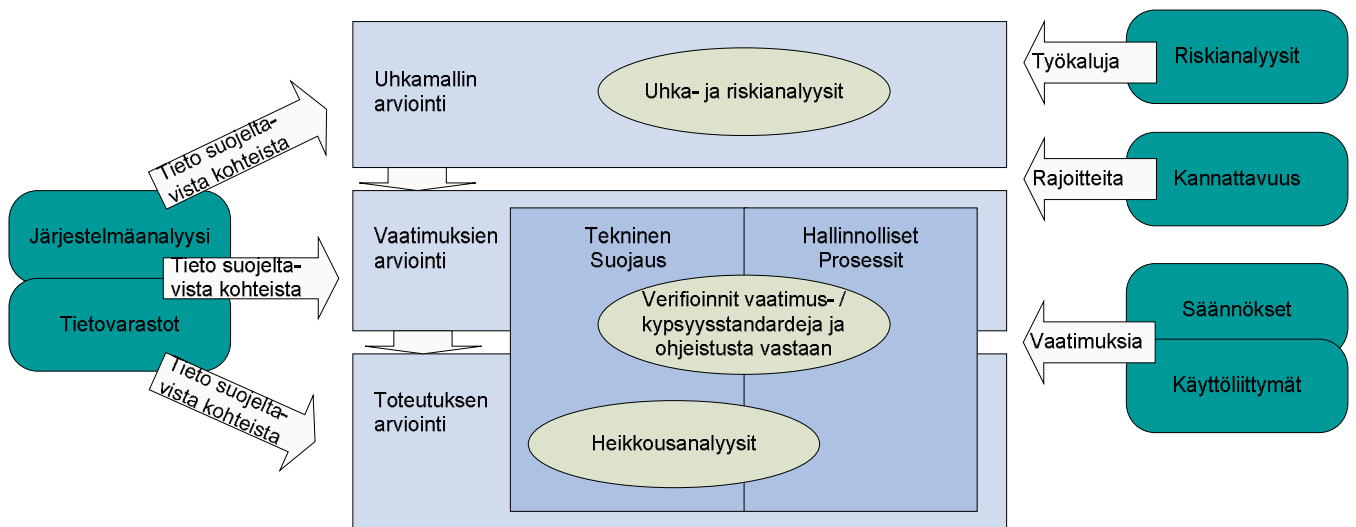 Uhkamallin
arviointi
Uhka- ja riskianalyysit
Työkaluja
Riskianalyysit
Tieto suojelta-
vista kohteista
Rajoitteita
Kannattavuus
Järjestelmäanalyysi
Tietovarastot
Tieto suojelta-
vista kohteista
Vaatimuksien
arviointi
Tekninen
Suojaus
Hallinnolliset
Prosessit
Verifioinnit vaatimus- /
kypsyysstandardeja ja
ohjeistusta vastaan
Vaatimuksia
Säännökset
Käyttöliittymät
Tieto suojelta-
vista kohteista
Toteutuksen
arviointi
Heikkousanalyysit